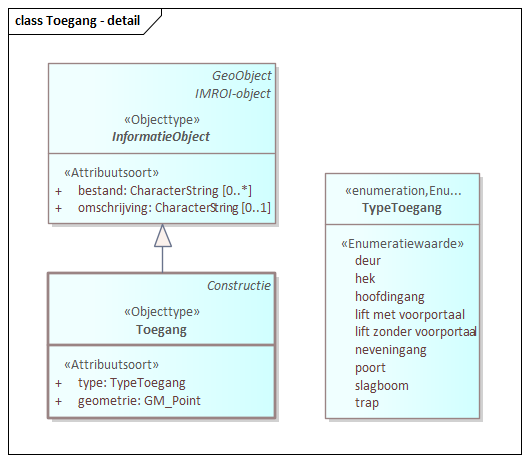 class Toegang - detail
GeoObject
IMROI-object
«Objecttype»
InformatieObject
«Attribuutsoort»
+ bestand: CharacterString [0..*]
+ omschrijving: CharacterString [0..1]
Constructie
«Objecttype»
Toegang
«Attribuutsoort»
+ type: TypeToegang
+ geometrie: GM_Point
«enumeration,Enu...
TypeToegang
«Enumeratiewaarde»
deur
hek
hoofdingang
lift met voorportaal
lift zonder voorportaal
neveningang
poort
slagboom
trap